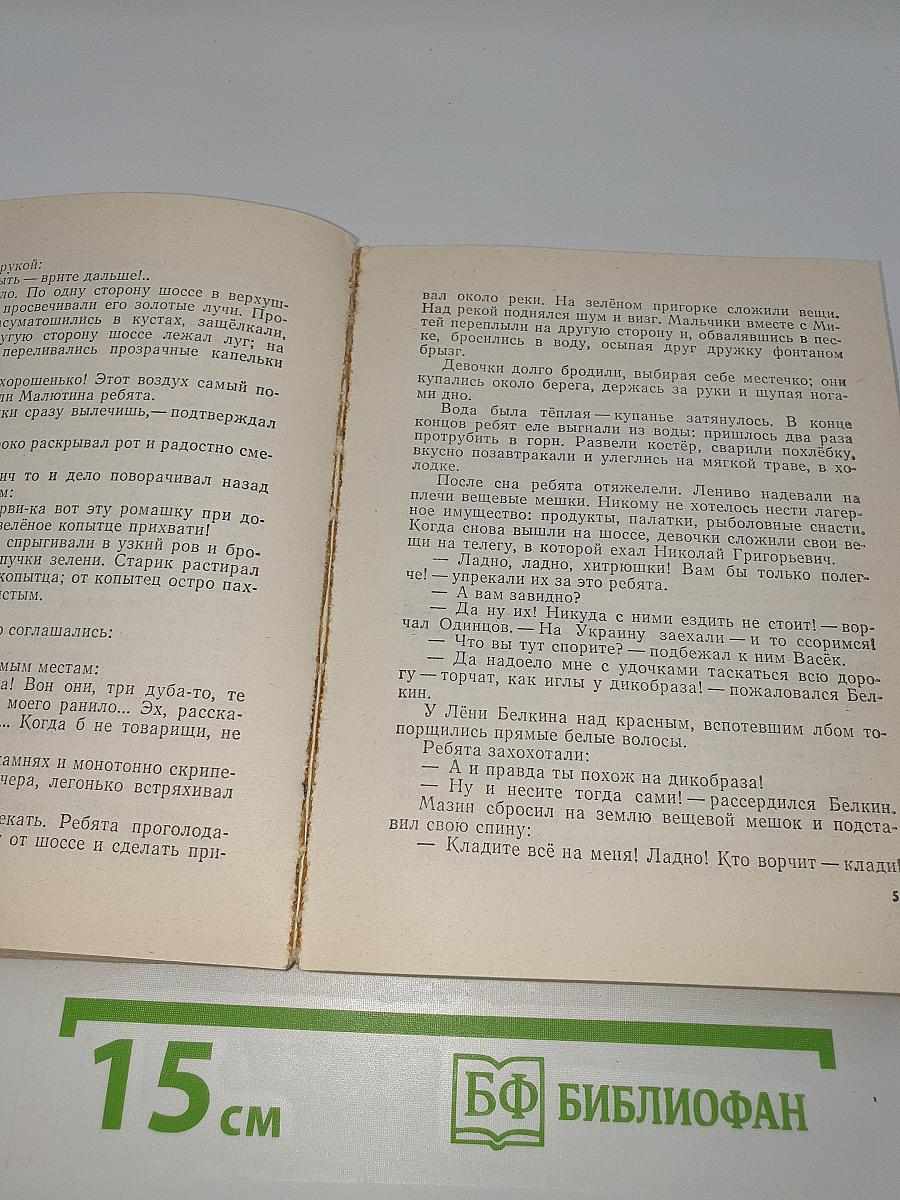 рукой:
ыть — врите дальше!..
ло. По одну сторону шоссе в верхуш-
просвечивали его золотые лучи. Про-
асуматошились в кустах, защёлкали,
ругую сторону шоссе лежал луг; на
переливались прозрачные капельки
хорошенько! Этот воздух самый по-
ли Малютина ребята.
ки сразу вылечишь,— подтверждал
роко раскрывал рот и радостно сме-
ич то и дело поворачивал назад
м:
рви-ка вот эту ромашку при до-
зелёное копытце прихвати!
спрыгивали в узкий ров и бро-
пучки зелени. Старик растирал
копытца; от копытец остро пах-
истым.
о соглашались:
мым местам:
а! Вон они, три дуба-то, те
моего ранило... Эх, расска-
... Когда б не товарищи, не
камнях и монотонно скрипе-
чера, легонько встряхивал
екать. Ребята проголода-
у от шоссе и сделать при-
вал около реки. На зелёном пригорке сложили вещи.
Над рекой поднялся шум и визг. Мальчики вместе с Ми-
тей переплыли на другую сторону и, обвалявшись в пес-
ке, бросились в воду, осыпая друг дружку фонтаном
брызг.
Девочки долго бродили, выбирая себе местечко; они
купались около берега, держась за руки и щупая нога-
ми дно.
Вода была тёплая — купанье затянулось. В конце
концов ребят еле выгнали из воды: пришлось два раза
протрубить в горн. Развели костёр, сварили похлёбку,
вкусно позавтракали и улеглись на мягкой траве, в хо-
лодке.
После сна ребята отяжелели. Лениво надевали на
плечи вещевые мешки. Никому не хотелось нести лагер-
ное имущество: продукты, палатки, рыболовные снасти.
Когда снова вышли на шоссе, девочки сложили свои ве-
щи на телегу, в которой ехал Николай Григорьевич.
— Ладно, ладно, хитрюшки! Вам бы только полег-
че! — упрекали их за это ребята.
— А вам завидно?
— Да ну их! Никуда с ними ездить не стоит! — вор-
чал Одинцов. — На Украину заехали — и то ссоримся!
— Что вы тут спорите? — подбежал к ним Васёк.
— Да надоело мне с удочками таскаться всю доро-
гу — торчат, как иглы у дикобраза! — пожаловался Бел-
кин.
У Лёни Белкина над красным, вспотевшим лбом то-
порщились прямые белые волосы.
Ребята захохотали:
— А и правда ты похож на дикобраза!
— Ну и несите тогда сами! — рассердился Белкин.
Мазин сбросил на землю вещевой мешок и подста-
вил свою спину:
— Кладите всё на меня! Ладно! Кто ворчит — клади!
5
15 см
БФ БИБЛИОФАН